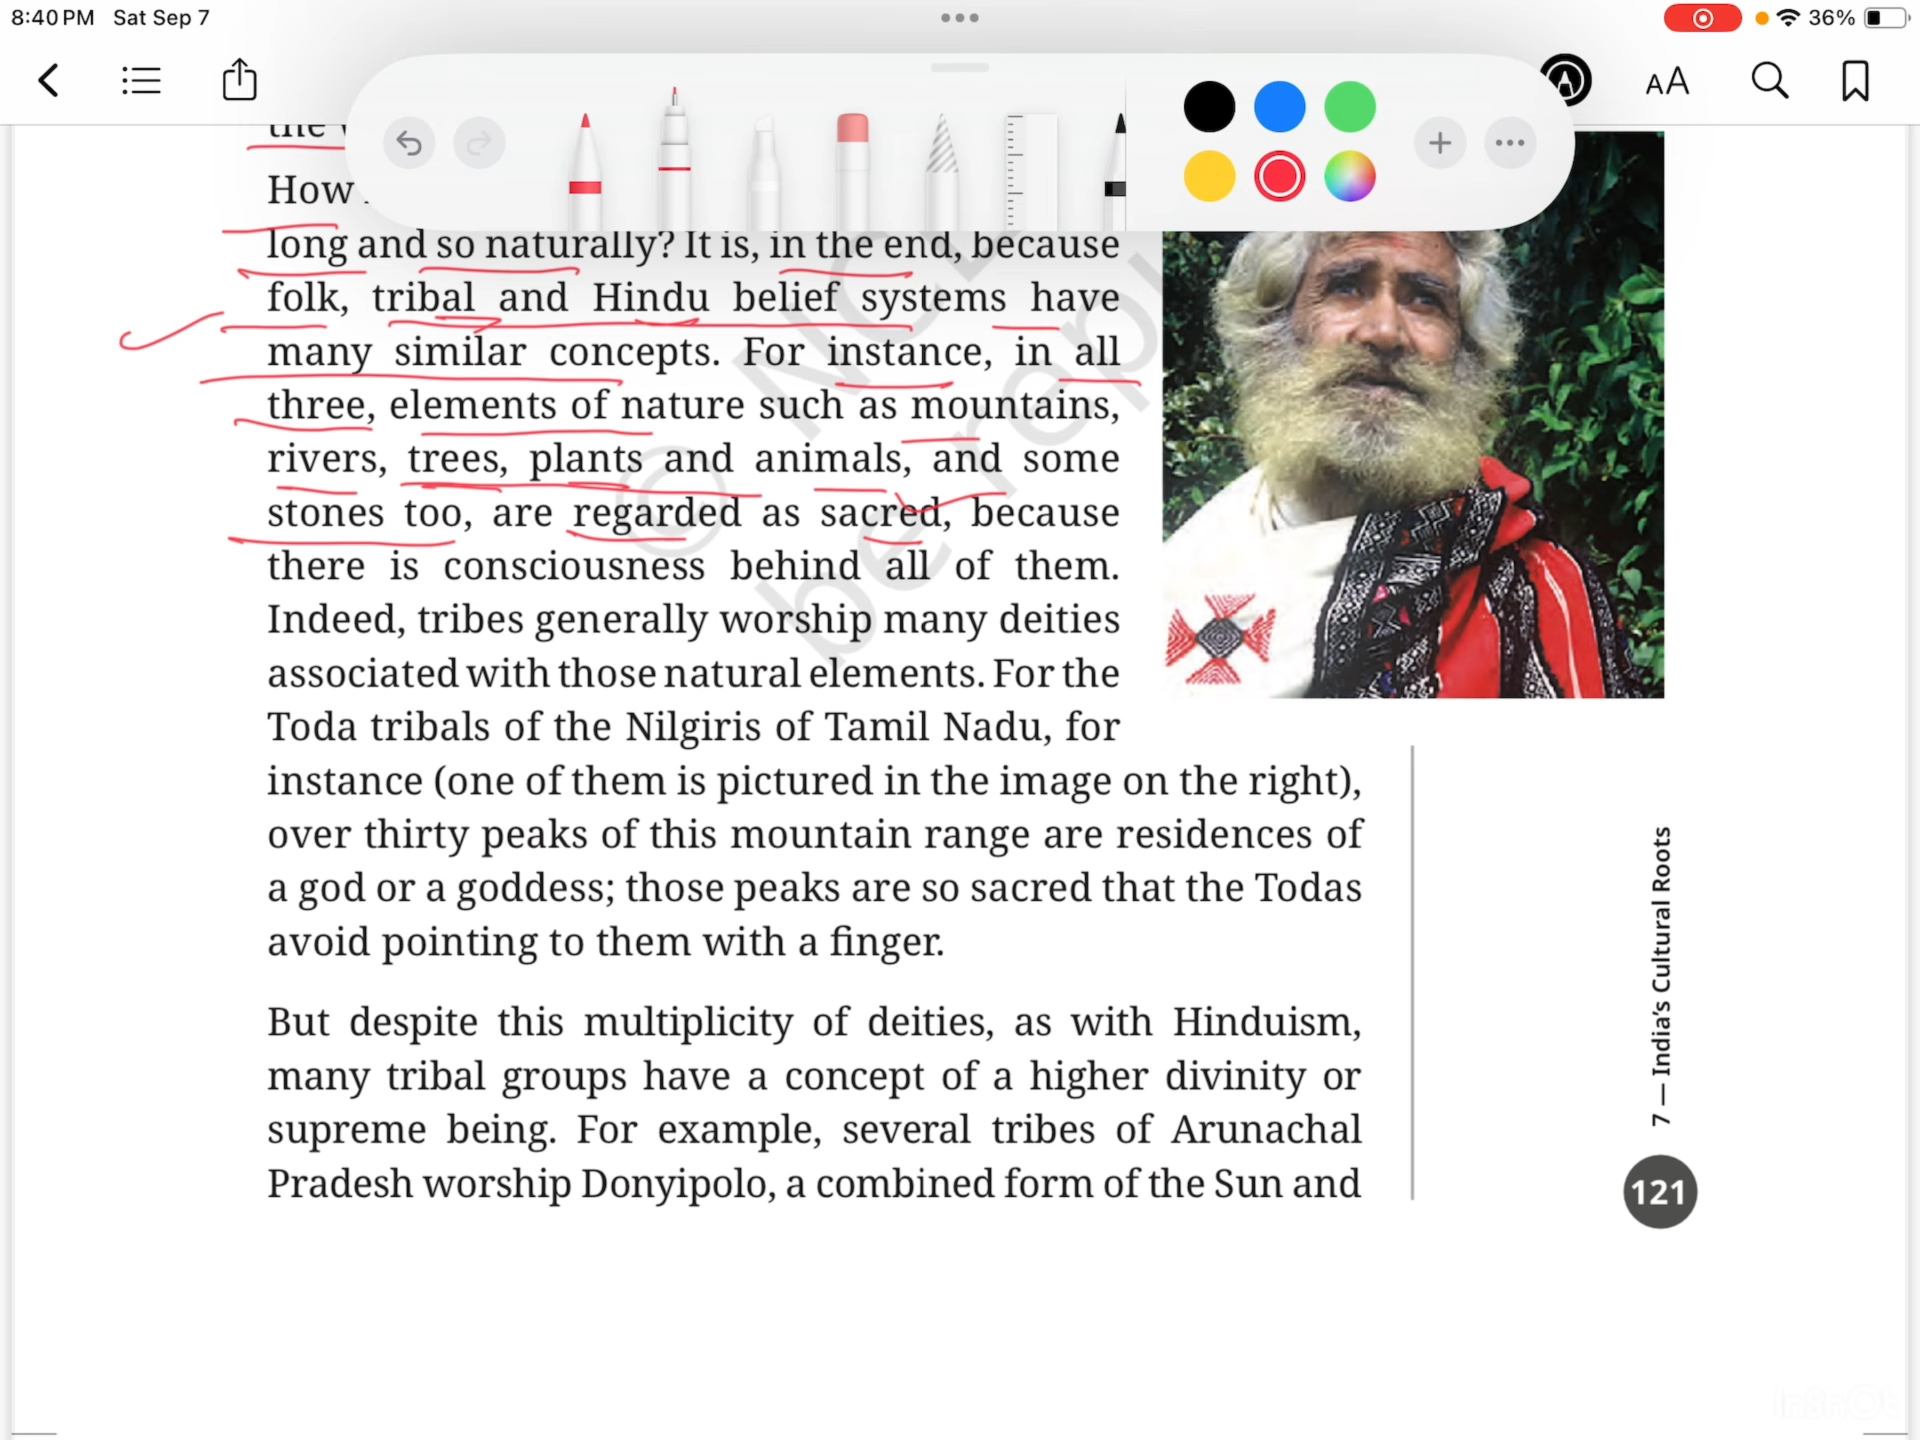 8:40 PM Sat Sep 7
36%
AA
How
long and so naturally? It is, in the end, because
folk, tribal and Hindu belief systems have
many similar concepts. For instance, in all
three, elements of nature such as mountains,
rivers, trees, plants and animals, and some
stones too, are regarded as sacred, because
there is consciousness behind all of them.
Indeed, tribes generally worship many deities
associated with those natural elements. For the
Toda tribals of the Nilgiris of Tamil Nadu, for
instance (one of them is pictured in the image on the right),
over thirty peaks of this mountain range are residences of
a god or a goddess; those peaks are so sacred that the Todas
avoid pointing to them with a finger.
But despite this multiplicity of deities, as with Hinduism,
many tribal groups have a concept of a higher divinity or
supreme being. For example, several tribes of Arunachal
Pradesh worship Donyipolo, a combined form of the Sun and
7 — India's Cultural Roots
121
InShOt